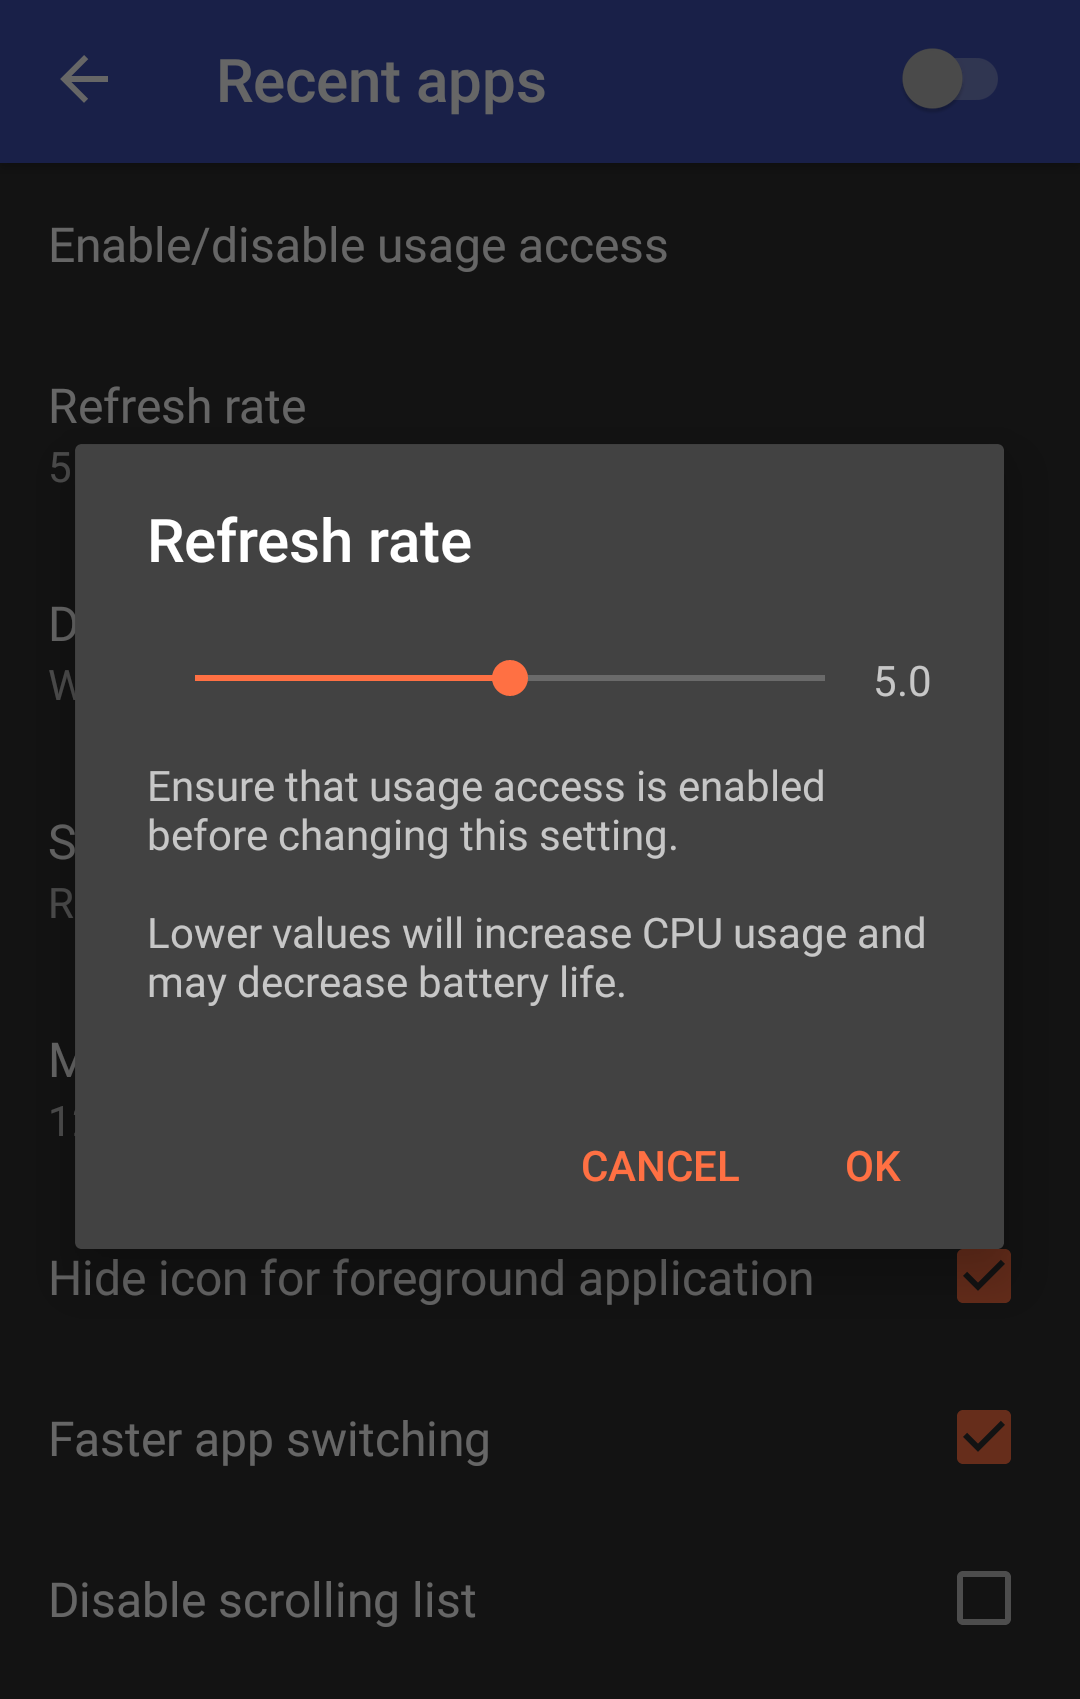 Recent apps
Enable/disable usage access
Refresh rate
5
Refresh rate
5.0
Ensure that usage access is enabled
before changing this setting.
Lower values will increase CPU usage and
may decrease battery life.
CANCEL OK
Hide icon for foreground application
Faster app switching
Disable scrolling list